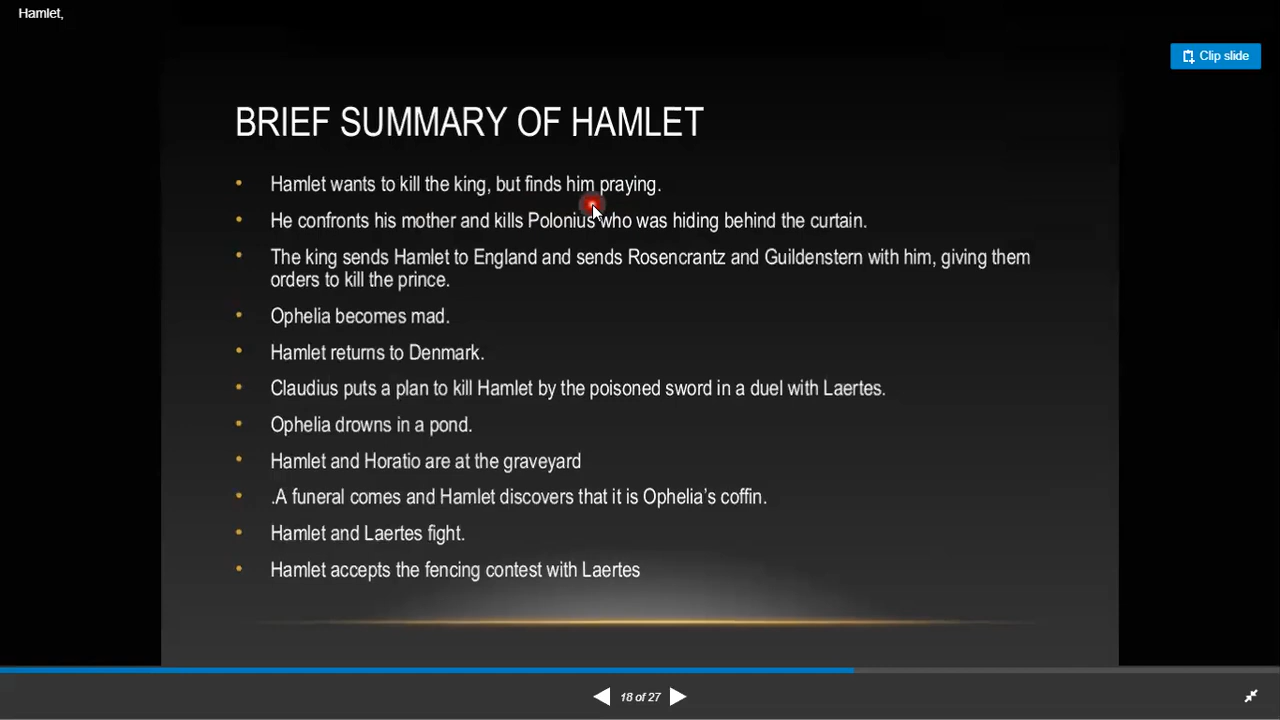 Hamlet,
Clip slide
BRIEF SUMMARY OF HAMLET
• Hamlet wants to kill the king, but finds him praying.
• He confronts his mother and kills Polonius who was hiding behind the curtain.
• The king sends Hamlet to England and sends Rosencrantz and Guildenstern with him, giving them
orders to kill the prince.
• Ophelia becomes mad.
• Hamlet returns to Denmark.
• Claudius puts a plan to kill Hamlet by the poisoned sword in a duel with Laertes.
• Ophelia drowns in a pond.
• Hamlet and Horatio are at the graveyard
• .A funeral comes and Hamlet discovers that it is Ophelia’s coffin.
• Hamlet and Laertes fight.
• Hamlet accepts the fencing contest with Laertes
18 of 27